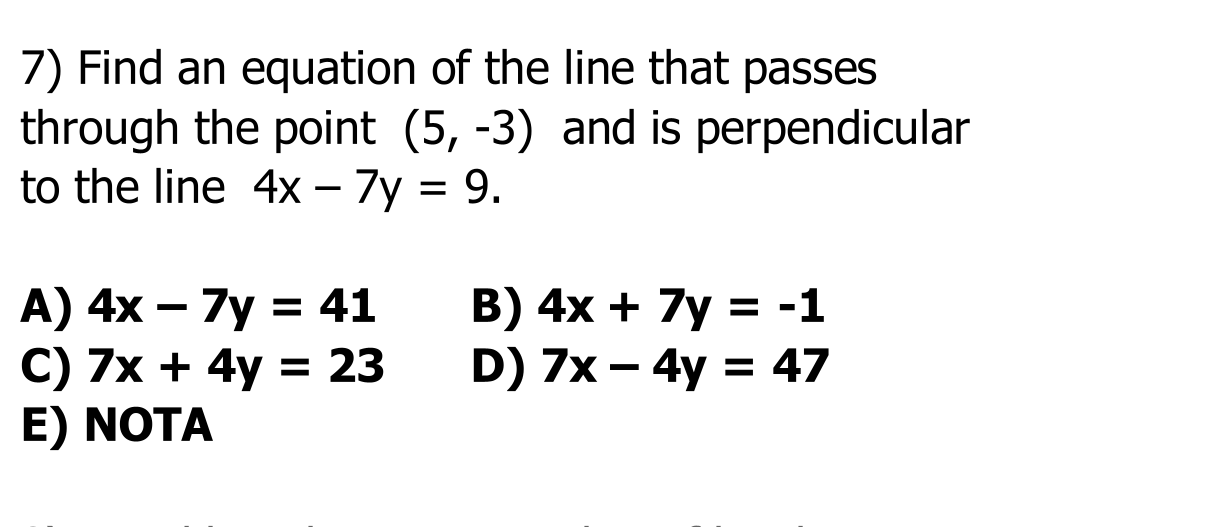 7) Find an equation of the line that passes
through the point (5, -3) and is perpendicular
to the line 4x – 7y = 9.
A) 4x – 7y = 41 B) 4x + 7y = -1
C) 7x + 4y = 23 D) 7x – 4y = 47
E) NOTA